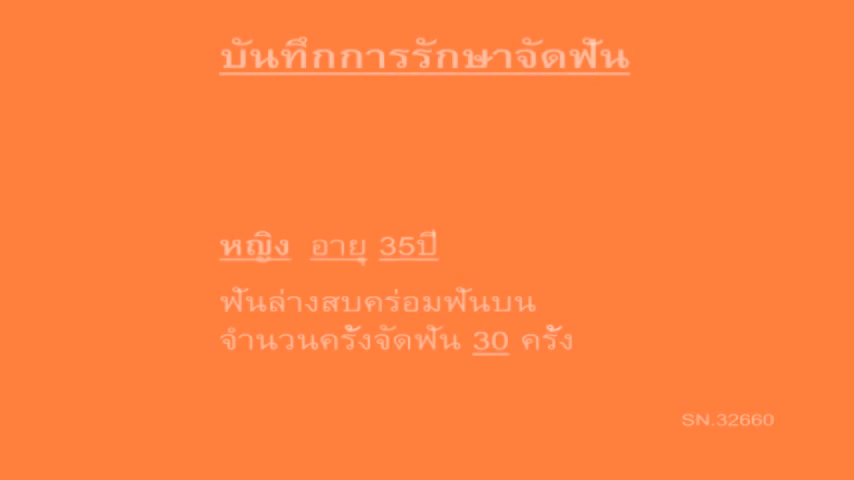 บันทึกการรักษาจัดฟัน
หญิง อายุ 35ปี
ฟันล่างสบคร่อมฟันบน
จำนวนครั้งจัดฟัน 30 ครั้ง
SN.32660